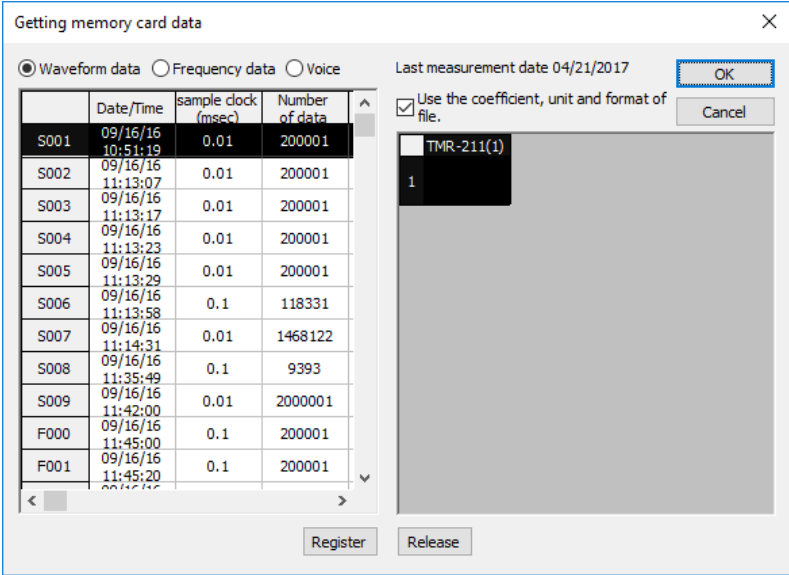 Getting memory card data
Waveform data Frequency data Voice
Last measurement date 04/21/2017
OK
Use the coefficient, unit and format of
file.
Cancel
Date/Time sample clock (msec) Number of data
S001 09/16/16 10:51:19 0.01 200001
S002 09/16/16 11:13:07 0.01 200001
S003 09/16/16 11:13:17 0.01 200001
S004 09/16/16 11:13:23 0.01 200001
S005 09/16/16 11:13:29 0.01 200001
S006 09/16/16 11:13:58 0.1 118331
S007 09/16/16 11:14:31 0.01 1468122
S008 09/16/16 11:35:49 0.1 9393
S009 09/16/16 11:42:00 0.01 2000001
F000 09/16/16 11:45:00 0.1 200001
F001 09/16/16 11:45:20 0.1 200001
TMR-211(1)
1
Register
Release